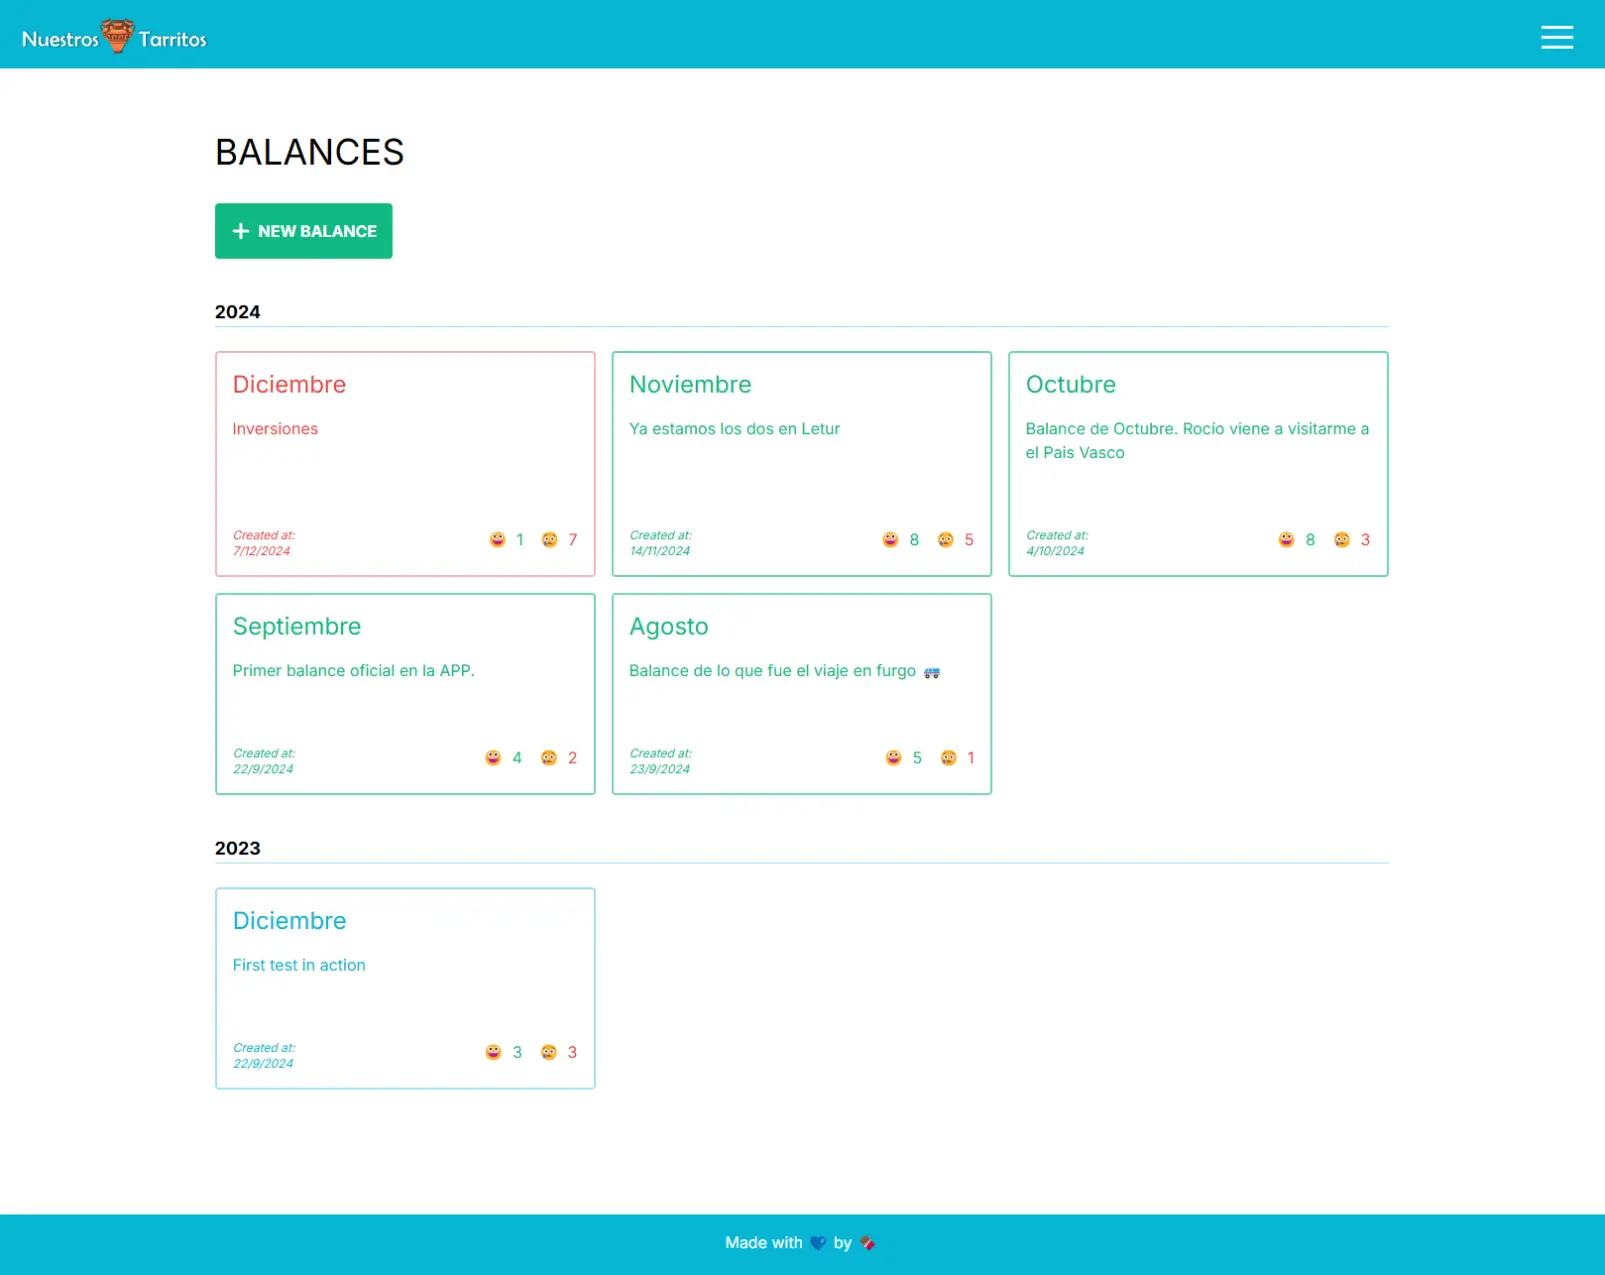 Nuestros Tarritos
BALANCES
NEW BALANCE
2024
Diciembre
Inversiones
Created at:
7/12/2024
1 7
Noviembre
Ya estamos los dos en Letur
Created at:
14/11/2024
8 5
Octubre
Balance de Octubre. Rocío viene a visitarme a
el Pais Vasco
Created at:
4/10/2024
8 3
Septiembre
Primer balance oficial en la APP.
Created at:
22/9/2024
4 2
Agosto
Balance de lo que fue el viaje en furgo 🚙
Created at:
23/9/2024
5 1
2023
Diciembre
First test in action
Created at:
22/9/2024
3 3
Made with 💙 by 🍫